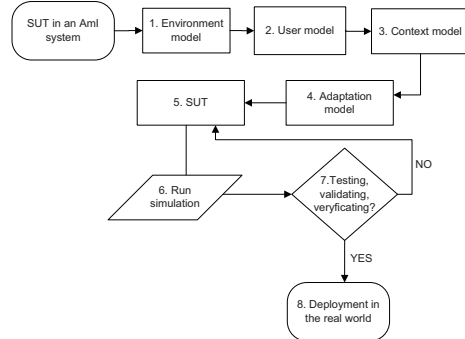 SUT in an AmI
system
1. Environment
model
2. User model
3. Context model
5. SUT
4. Adaptation
model
NO
6. Run
simulation
7.Testing,
validating,
veryficating?
YES
8. Deployment in
the real world